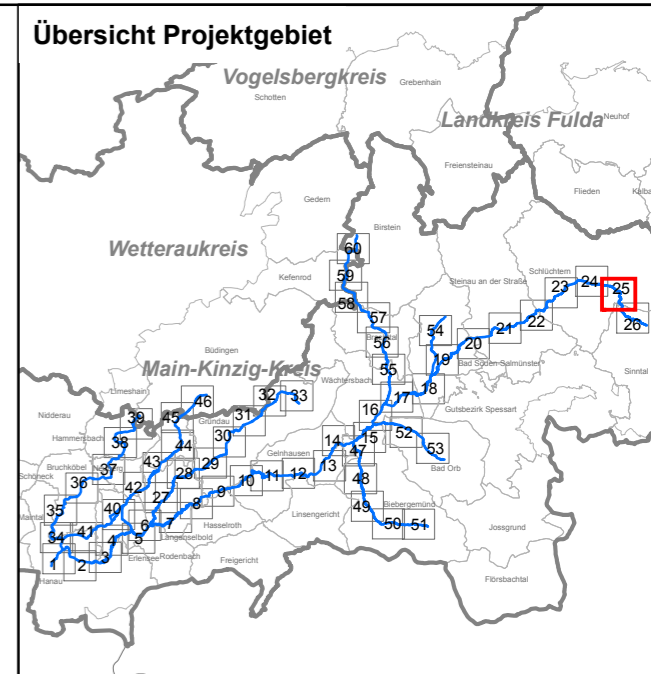 Übersicht Projektgebiet
Vogelsbergkreis
Grebenhain
Schotten
Landkreis Fulda
Neuhof
Freiensteinau
Flieden
Kalba
Gedern
Birstein
Wetteraukreis
60
Kefenrod
59
Schlüchtern
24
25
23
Steinau an der Straße
58
57
54
22
26
21
56
20
Büdingen
19
Sinntal
Main-Kinzig-Kreis
Bad Soden-Salmünster
Limeshain
Wächtersbach
55
46
32
33
18
17
Nidderau
39
45
31
16
Gutsbezirk Spessart
Hammersbach
38
Gründau
30
14
15
52
44
Gelnhausen
47
53
Bruchköbel
37
43
29
13
Bad Orb
Schöneck
36
28
10
11
12
48
42
9
Linsengericht
35
27
8
49
Biebergemünd
Maintal
40
Hasselroth
50
51
41
6
7
Jossgrund
34
4
5
Langenselbold
Erlensee
Rodenbach
Freigericht
1
2
3
Hanau
Flörsbachtal